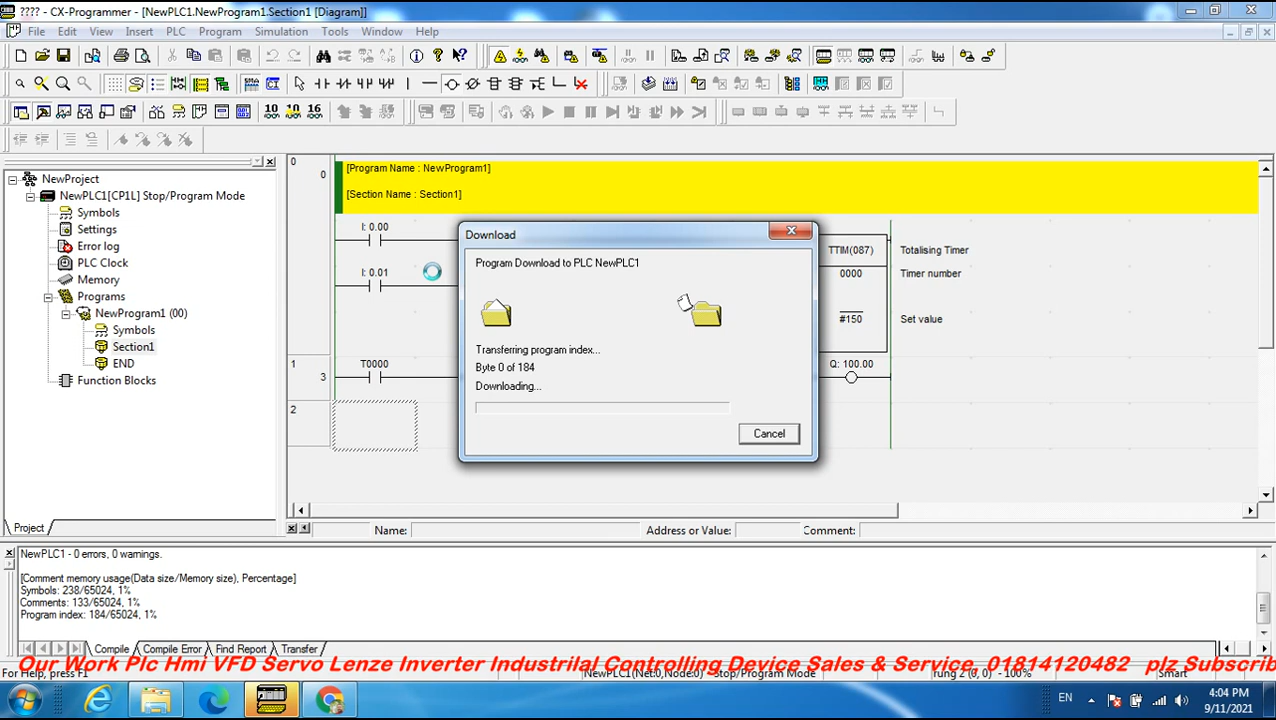 ???? - CX-Programmer - [NewPLC1.NewProgram1.Section1 [Diagram]]
File Edit View Insert PLC Program Simulation Tools Window Help
10 10 16
NewProject
NewPLC1[CP1L] Stop/Program Mode
Symbols
Settings
Error log
PLC Clock
Memory
Programs
NewProgram1 (00)
Symbols
Section1
END
Function Blocks
Project
0
0
[Program Name : NewProgram1]
[Section Name : Section1]
I: 0.00
I: 0.01
TTIM(087)
Totalising Timer
0000
Timer number
#150
Set value
1
3
T0000
Q: 100.00
2
Download
Program Download to PLC NewPLC1
Transferring program index...
Byte 0 of 184
Downloading...
Cancel
Name: Address or Value: Comment:
NewPLC1 - 0 errors, 0 warnings.
[Comment memory usage(Data size/Memory size), Percentage]
Symbols: 238/65024, 1%
Comments: 133/65024, 1%
Program index: 184/65024, 1%
Compile Compile Error Find Report Transfer
Our Work Plc Hmi VFD Servo Lenze Inverter Industrilal Controlling Device Sales & Service, 01814120482 plz Subscrib
For Help, press F1
NewPLC1(Net:0,Node:0) Stop/Program Mode
rung 2 (0, 0) - 100%
Smart
EN
4:04 PM
9/11/2021